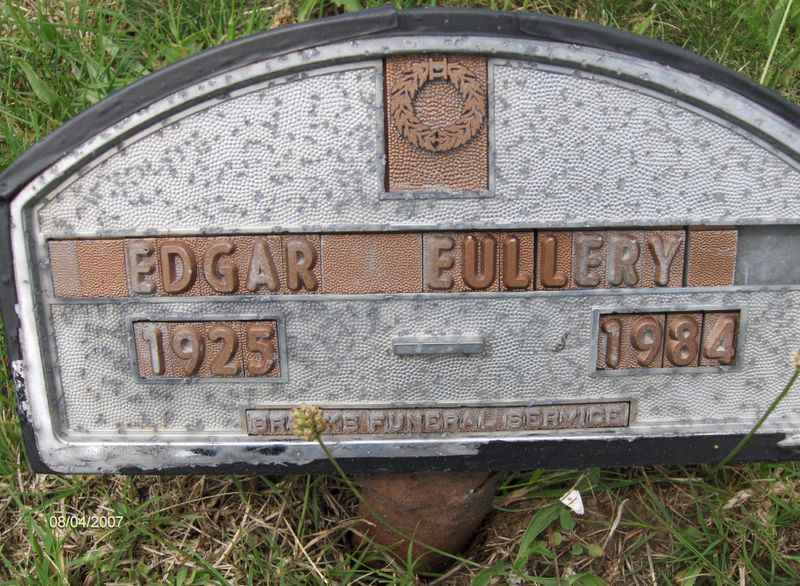 EDGAR EULLERY
1925 — 1984
FUNERAL SERVICE
08/04/2007